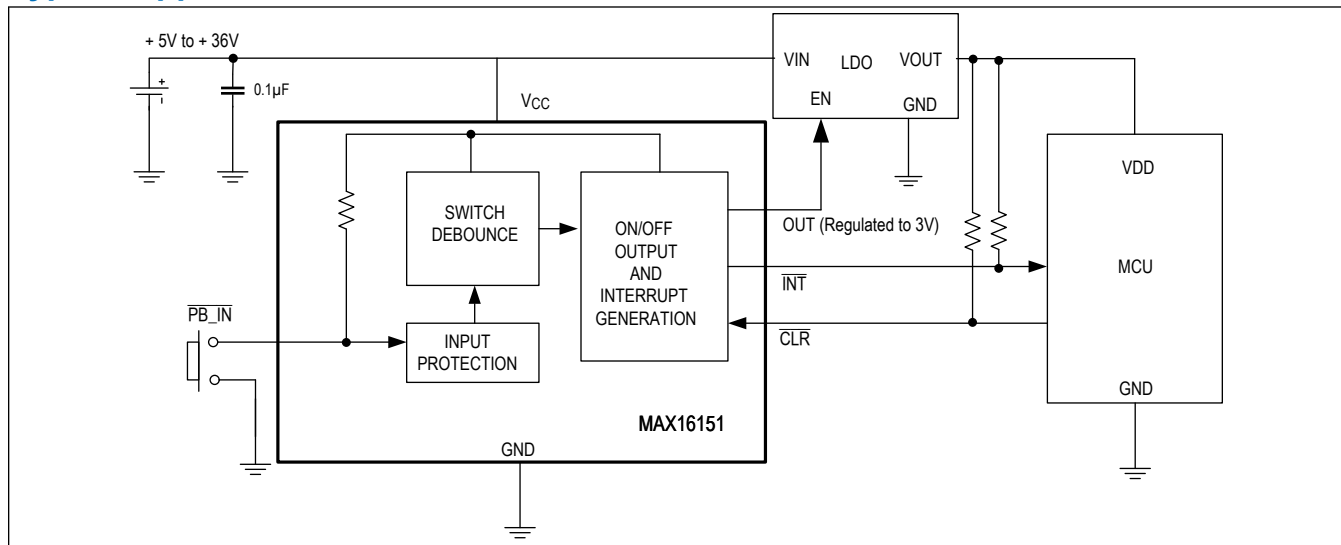 + 5V to + 36V
0.1µF
VCC
VIN
LDO
VOUT
EN
GND
VDD
MCU
GND
SWITCH
DEBOUNCE
ON/OFF
OUTPUT
AND
INTERRUPT
GENERATION
OUT (Regulated to 3V)
INT
CLR
PB_IN
INPUT
PROTECTION
MAX16151
GND